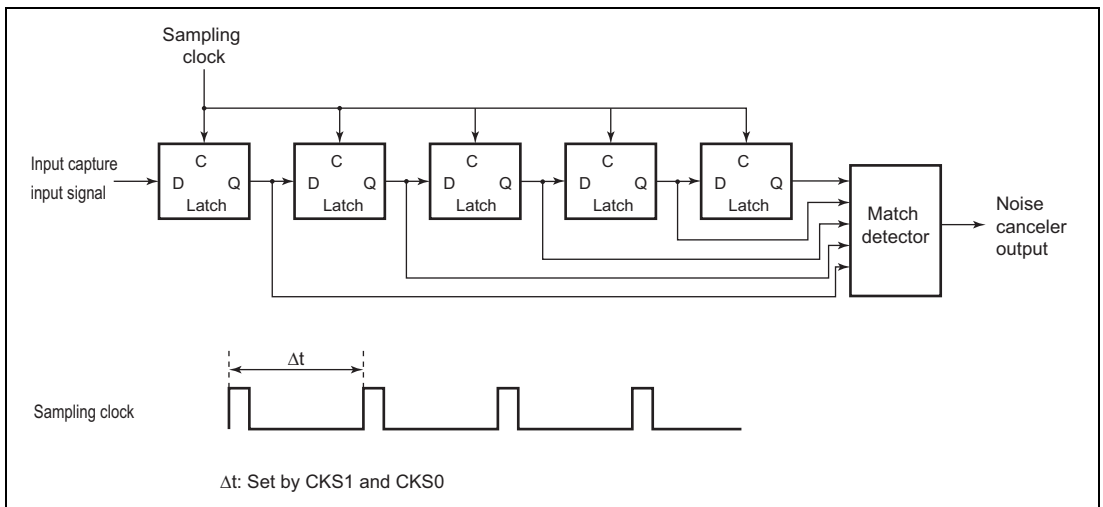 Sampling
clock
Input capture
input signal
C
D Q
Latch
C
D Q
Latch
C
D Q
Latch
C
D Q
Latch
C
D Q
Latch
Match
detector
Noise
canceler
output
Δt
Sampling clock
Δt: Set by CKS1 and CKS0